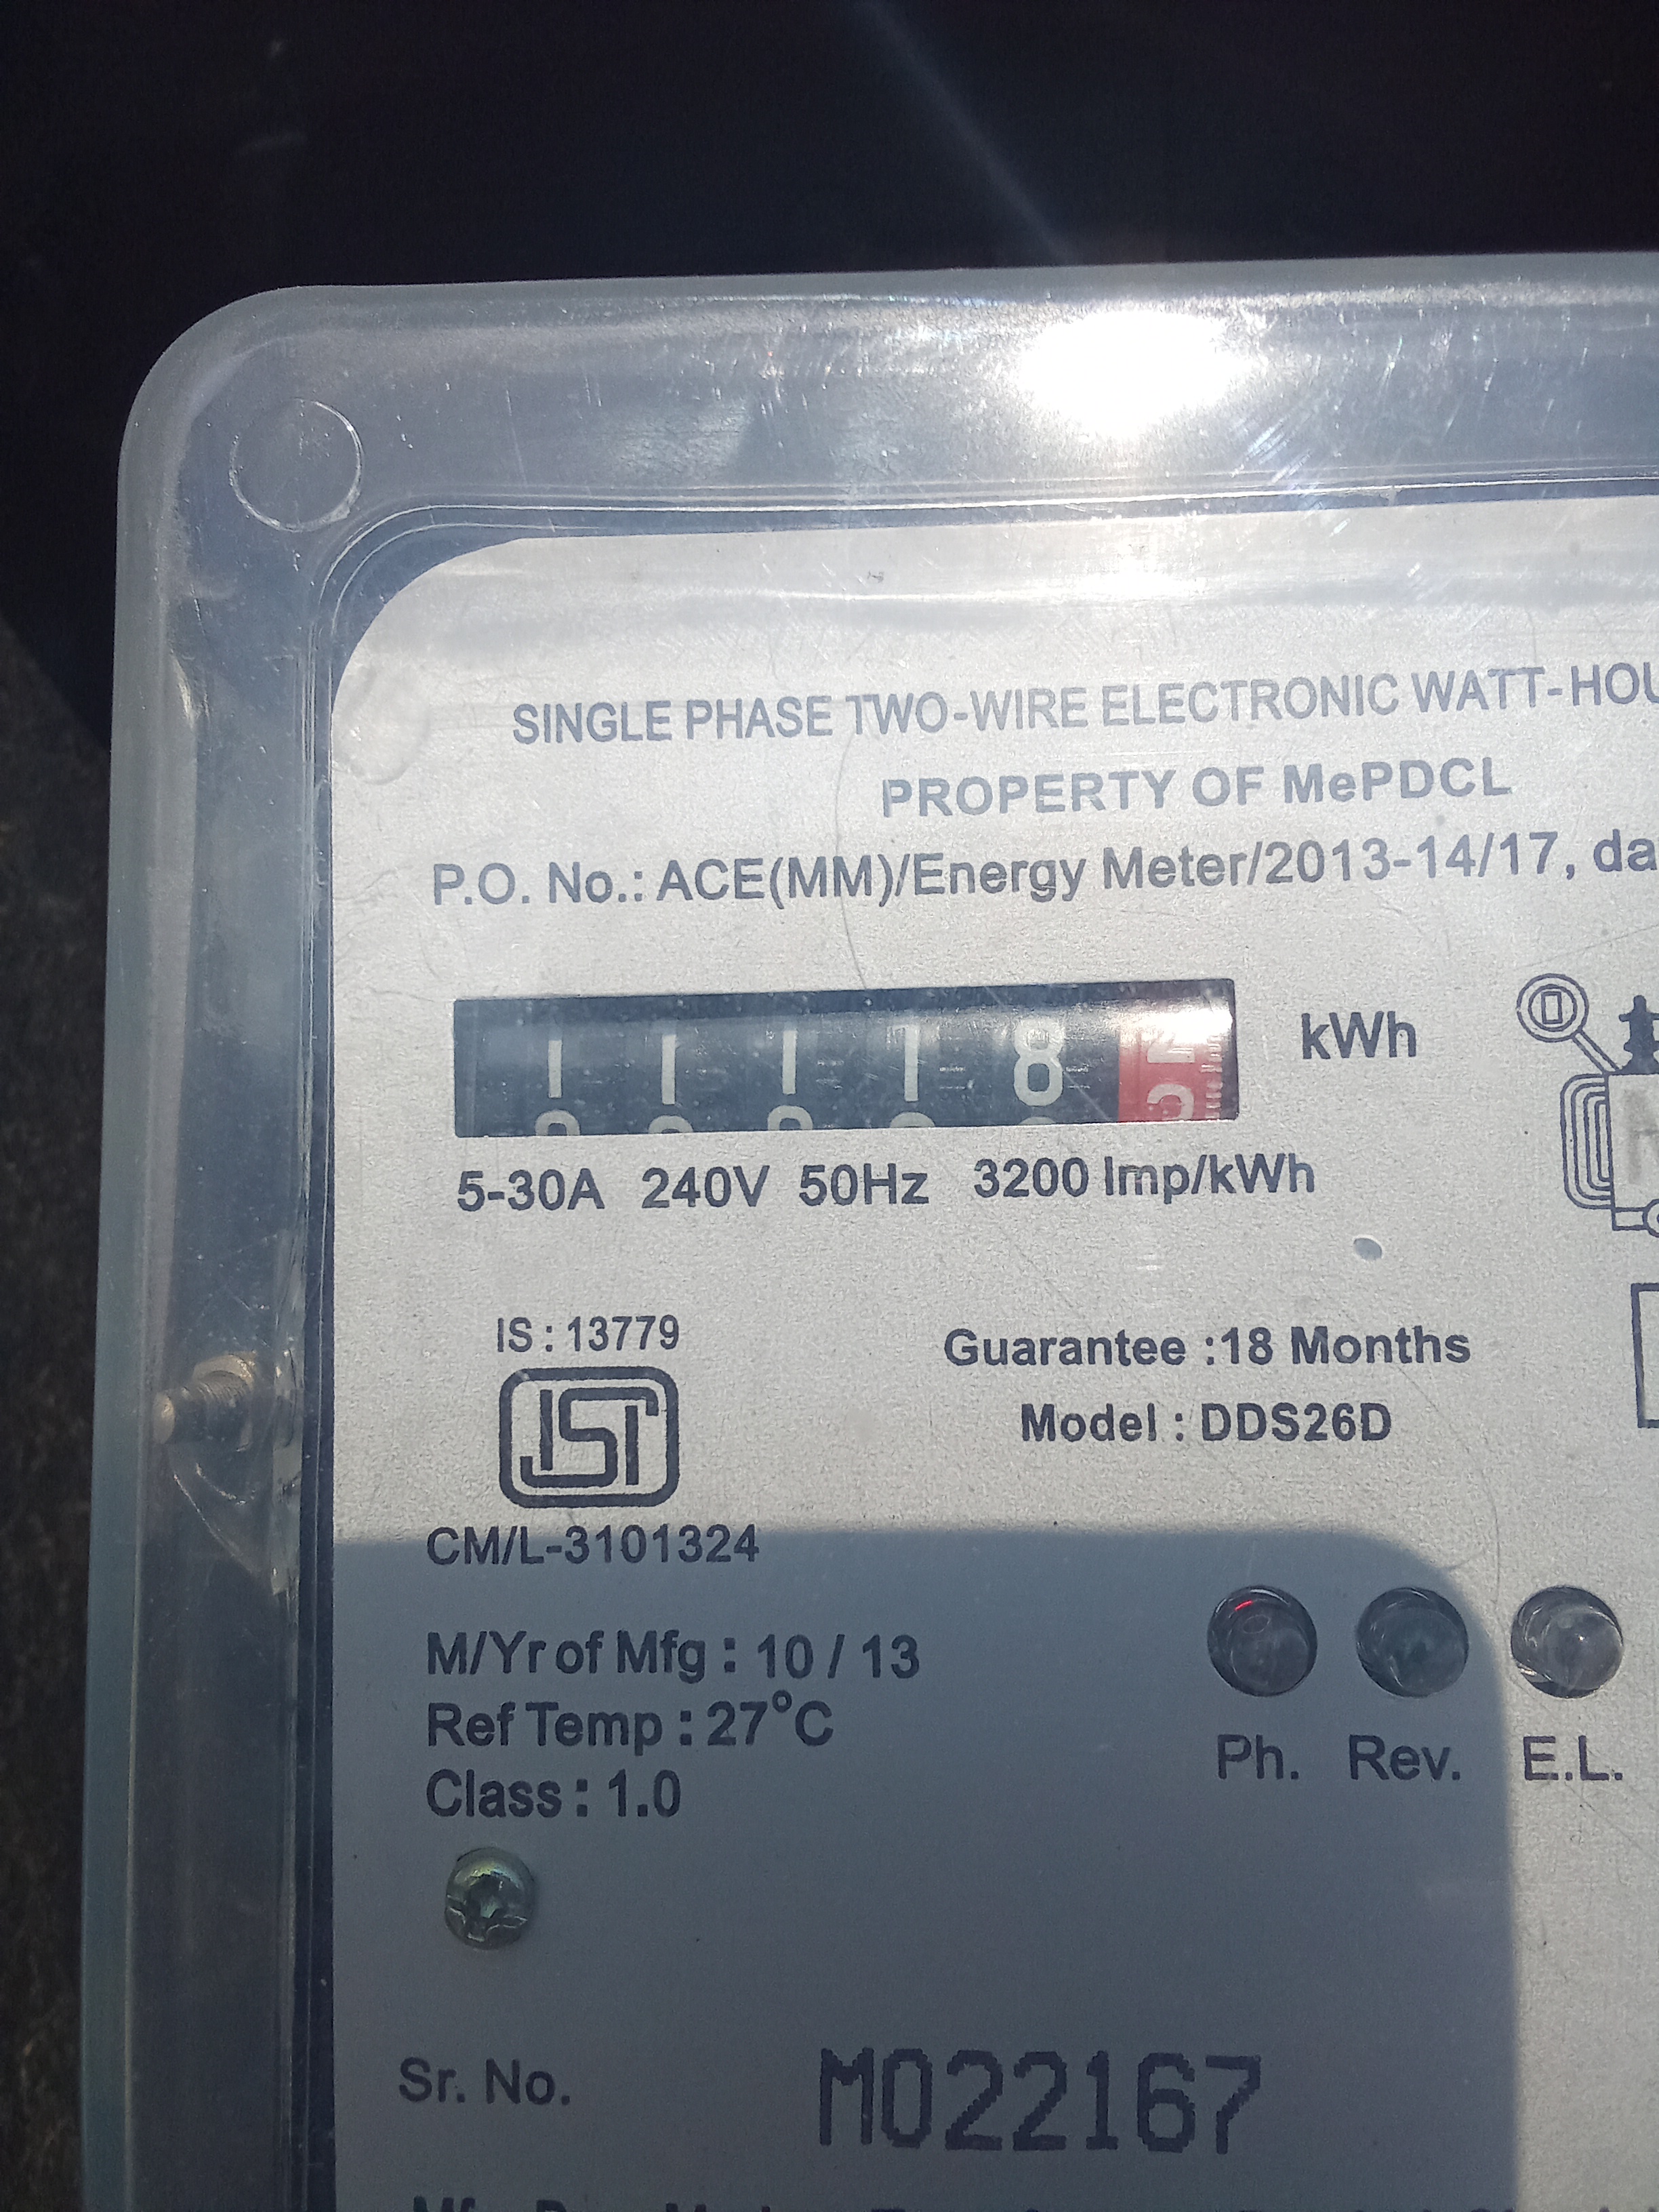 SINGLE PHASE TWO-WIRE ELECTRONIC WATT-HOU
PROPERTY OF MePDCL
P.O. No.: ACE(MM)/Energy Meter/2013-14/17, da
11118 kWh
5-30A 240V 50Hz 3200 Imp/kWh
IS : 13779
Guarantee :18 Months
ISI
Model : DDS26D
CM/L-3101324
M/Yr of Mfg : 10 / 13
Ref Temp : 27°C
Class : 1.0
Ph. Rev. E.L.
Sr. No. M022167